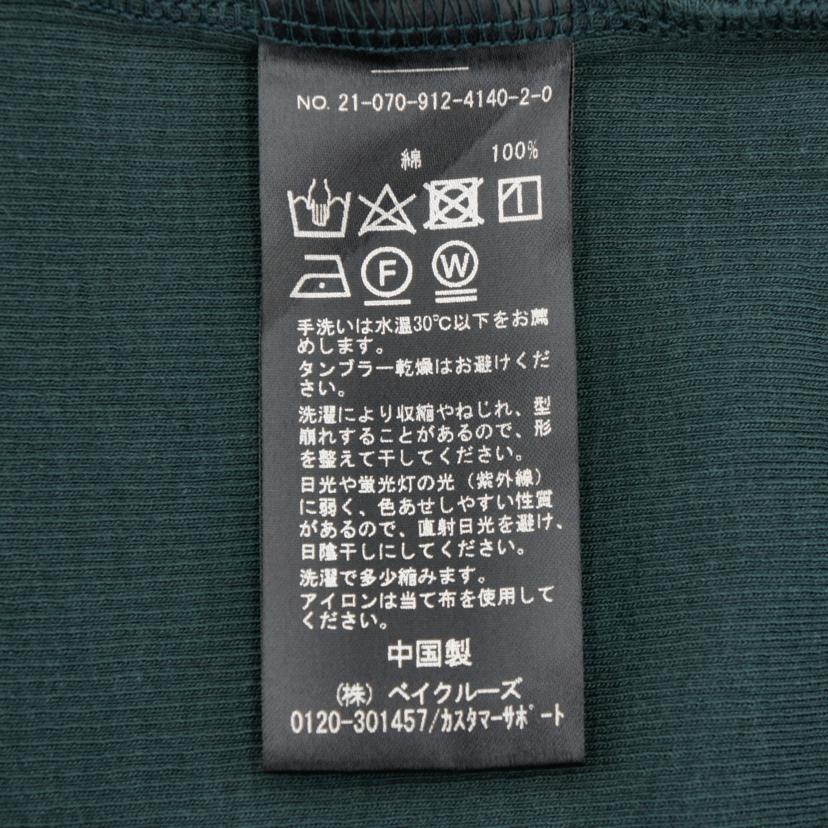 NO. 21-070-912-4140-2-0
綿 100%
F W
手洗いは水温30℃以下をお薦
めします。
タンブラー乾燥はお避けくだ
さい。
洗濯により収縮やねじれ、型
崩れすることがあるので、形
を整えて干してください。
日光や蛍光灯の光（紫外線）
に弱く、色あせしやすい性質
があるので、直射日光を避け、
日陰干しにしてください。
洗濯で多少縮みます。
アイロンは当て布を使用して
ください。
中国製
（株）ベイクルーズ
0120-301457/ｶｽﾀﾏｰｻﾎﾟｰﾄ